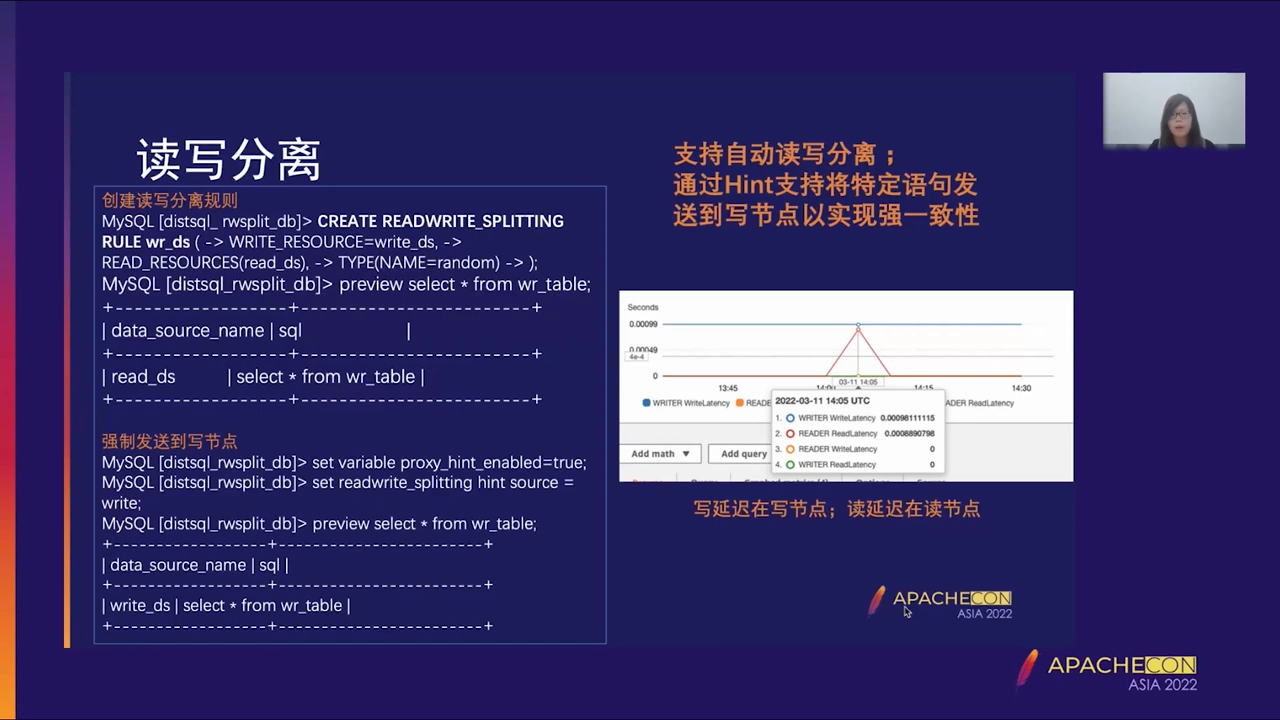 读写分离
创建读写分离规则
MySQL [distsql_ rwsplit_db]> CREATE READWRITE_SPLITTING
RULE wr_ds ( -> WRITE_RESOURCE=write_ds, ->
READ_RESOURCES(read_ds), -> TYPE(NAME=random) -> );
MySQL [distsql_rwsplit_db]> preview select * from wr_table;
+------------------+------------------------+
| data_source_name | sql |
+------------------+------------------------+
| read_ds | select * from wr_table |
+------------------+------------------------+
强制发送到写节点
MySQL [distsql_rwsplit_db]> set variable proxy_hint_enabled=true;
MySQL [distsql_rwsplit_db]> set readwrite_splitting hint source =
write;
MySQL [distsql_rwsplit_db]> preview select * from wr_table;
+------------------+------------------------+
| data_source_name | sql |
+------------------+------------------------+
| write_ds | select * from wr_table |
+------------------+------------------------+
支持自动读写分离；
通过Hint支持将特定语句发
送到写节点以实现强一致性
Seconds
0.00099
0.00049
4e-4
0
03-11 14:05
13:45
14:15
14:30
WRITER WriteLatency
ReadLatency
2022-03-11 14:05 UTC
1. WRITER WriteLatency 0.00098111115
2. READER ReadLatency 0.0008890798
3. READER WriteLatency 0
4. WRITER ReadLatency 0
Add math ▼
Add query
写延迟在写节点；读延迟在读节点
APACHECON
ASIA 2022
APACHECON
ASIA 2022